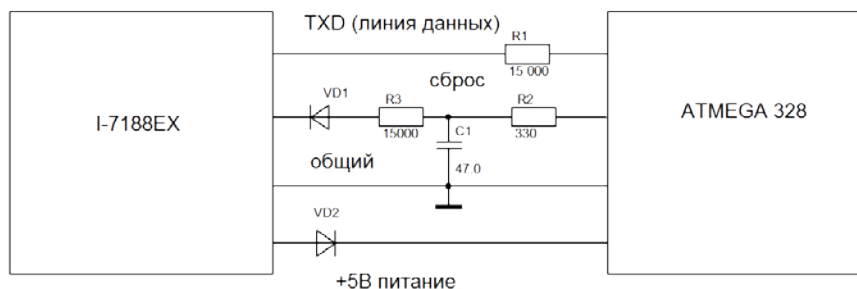 TXD (линия данных)
R1
15 000
сброс
VD1
R3
R2
I-7188EX
ATMEGA 328
15000
C1
330
общий
47.0
VD2
+5В питание